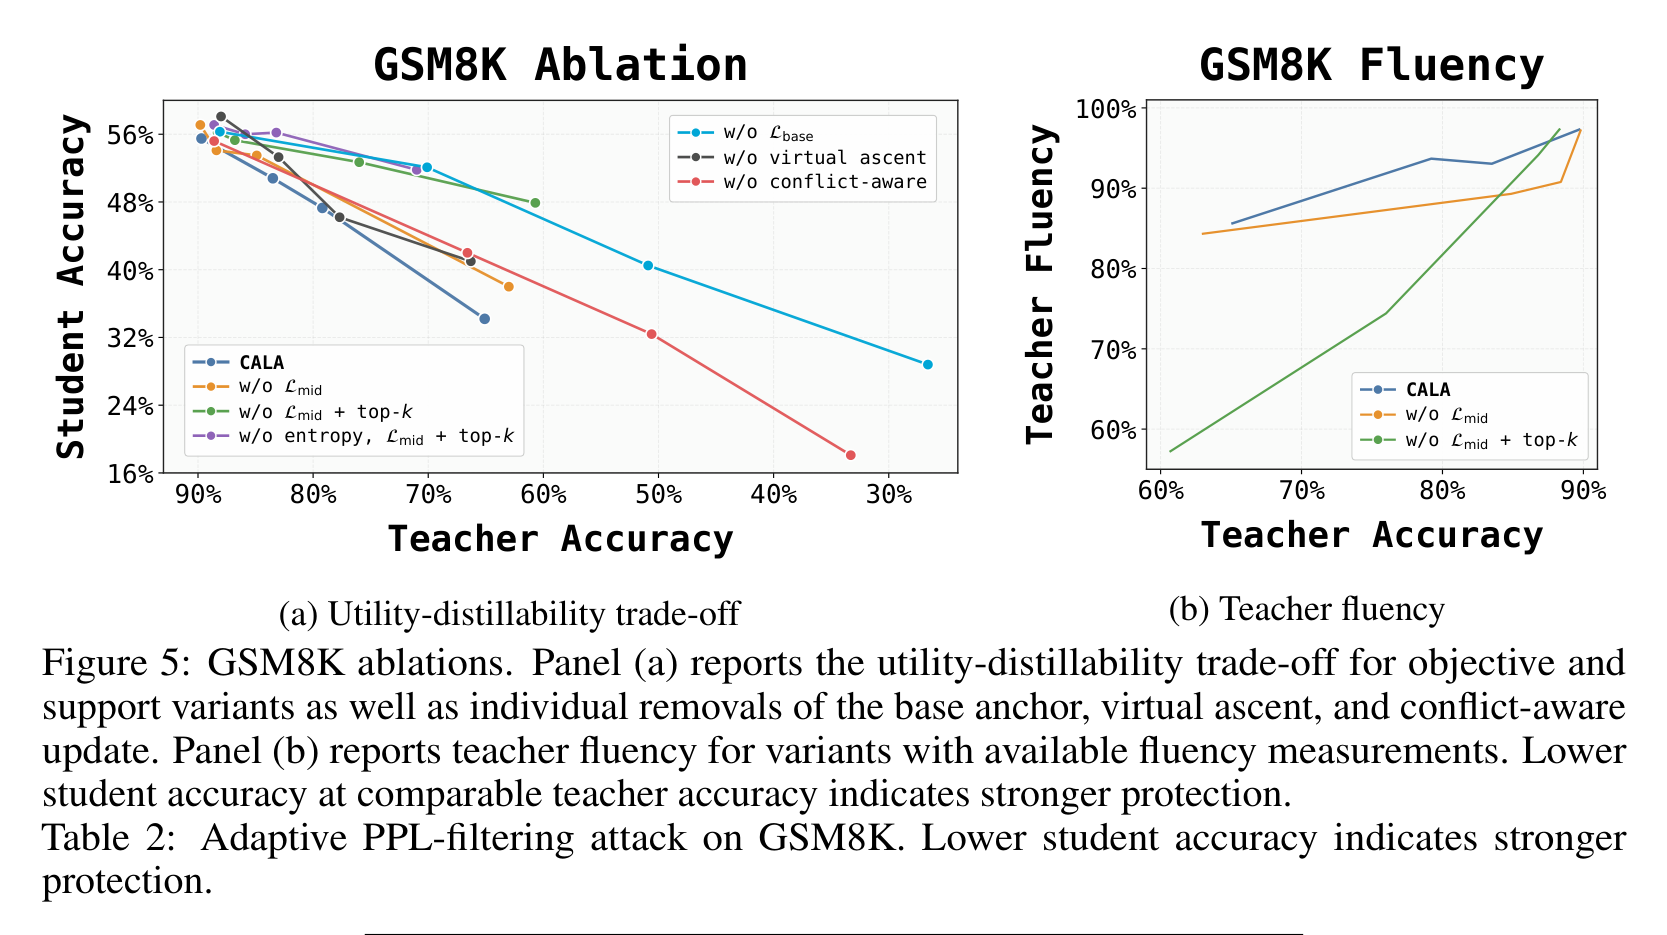 GSM8K Ablation
Student Accuracy
56%
48%
40%
32%
24%
16%
w/o ℒbase
w/o virtual ascent
w/o conflict-aware
CALA
w/o ℒmid
w/o ℒmid + top-k
w/o entropy, ℒmid + top-k
90% 80% 70% 60% 50% 40% 30%
Teacher Accuracy
(a) Utility-distillability trade-off
GSM8K Fluency
Teacher Fluency
100%
90%
80%
70%
60%
CALA
w/o ℒmid
w/o ℒmid + top-k
60% 70% 80% 90%
Teacher Accuracy
(b) Teacher fluency
Figure 5: GSM8K ablations. Panel (a) reports the utility-distillability trade-off for objective and
support variants as well as individual removals of the base anchor, virtual ascent, and conflict-aware
update. Panel (b) reports teacher fluency for variants with available fluency measurements. Lower
student accuracy at comparable teacher accuracy indicates stronger protection.
Table 2: Adaptive PPL-filtering attack on GSM8K. Lower student accuracy indicates stronger
protection.